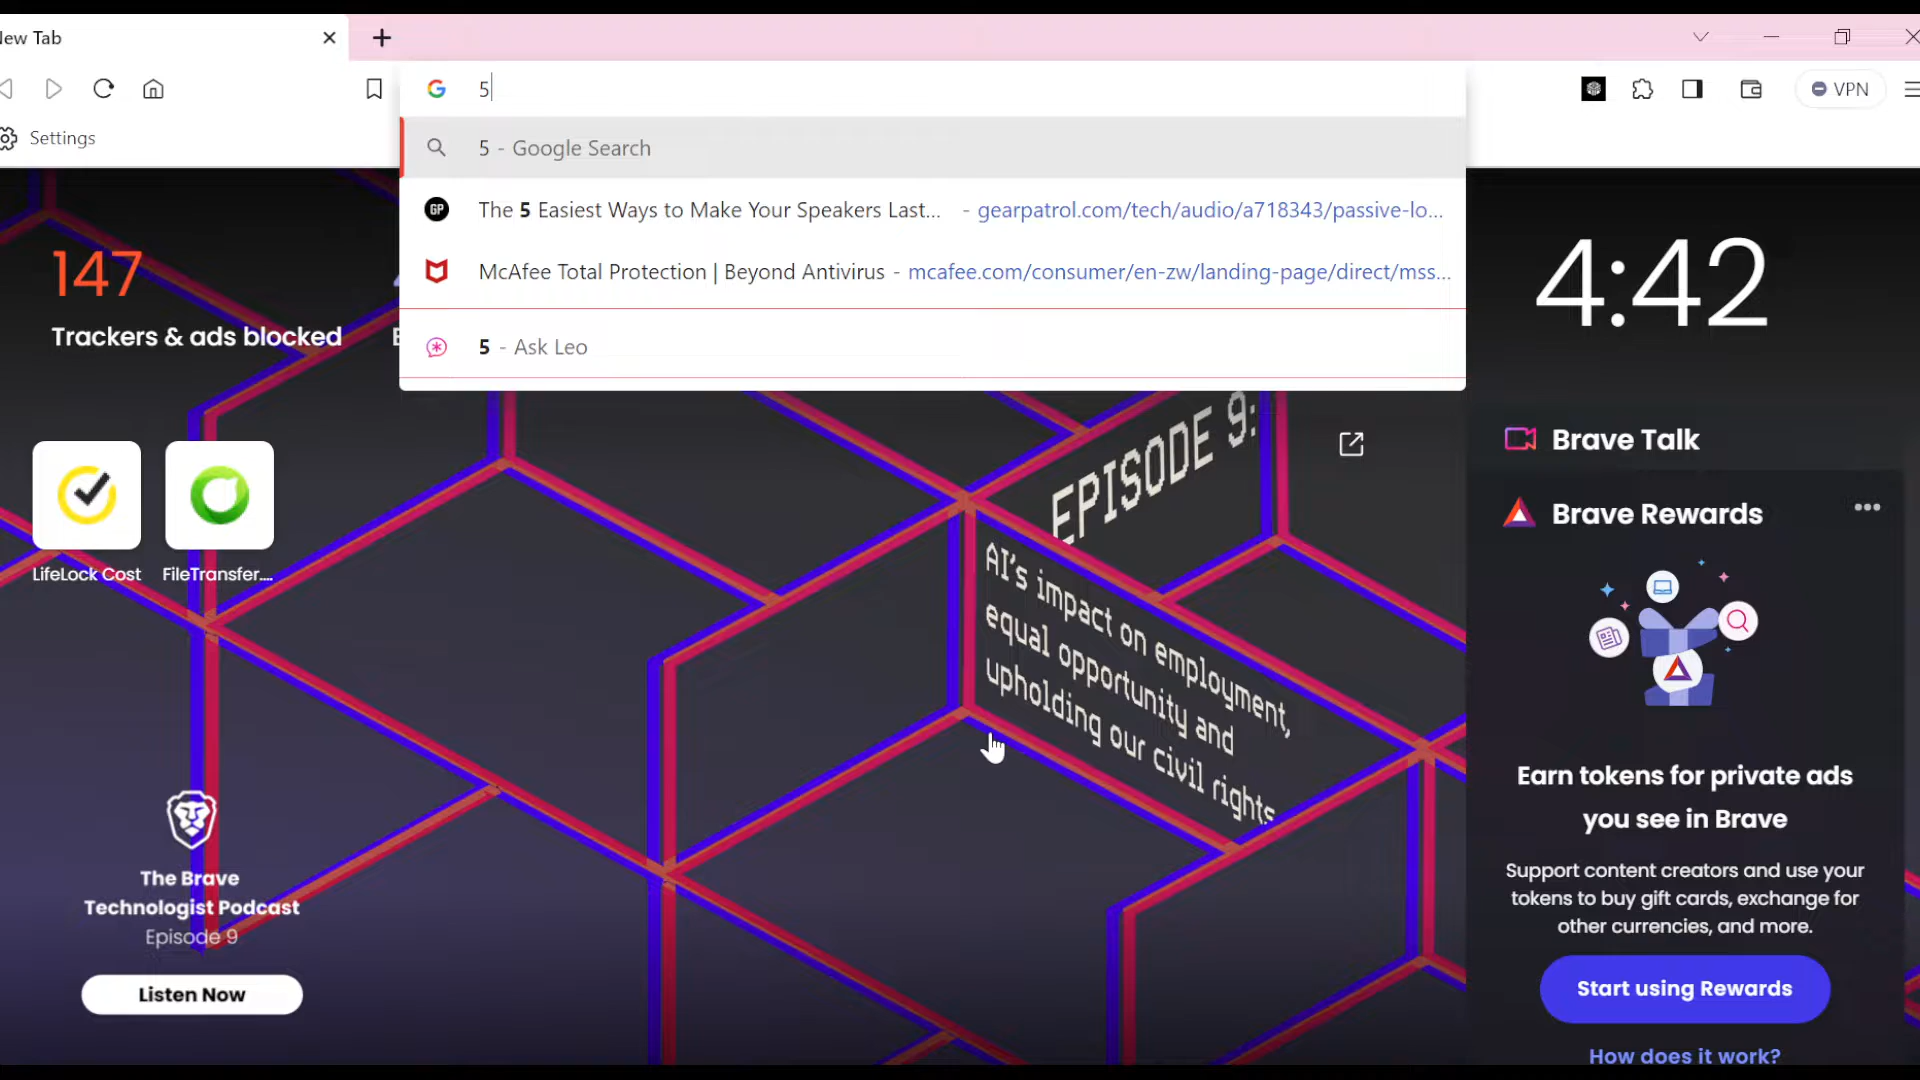 New Tab
5
VPN
Settings
5 - Google Search
The 5 Easiest Ways to Make Your Speakers Last... - gearpatrol.com/tech/audio/a718343/passive-lo...
McAfee Total Protection | Beyond Antivirus - mcafee.com/consumer/en-zw/landing-page/direct/mss...
5 - Ask Leo
147
Trackers & ads blocked
4:42
LifeLock Cost
FileTransfer....
EPISODE 9:
AI's impact on employment,
equal opportunity and
upholding our civil rights
Brave Talk
Brave Rewards
Earn tokens for private ads
you see in Brave
Support content creators and use your
tokens to buy gift cards, exchange for
other currencies, and more.
Start using Rewards
How does it work?
The Brave
Technologist Podcast
Episode 9
Listen Now